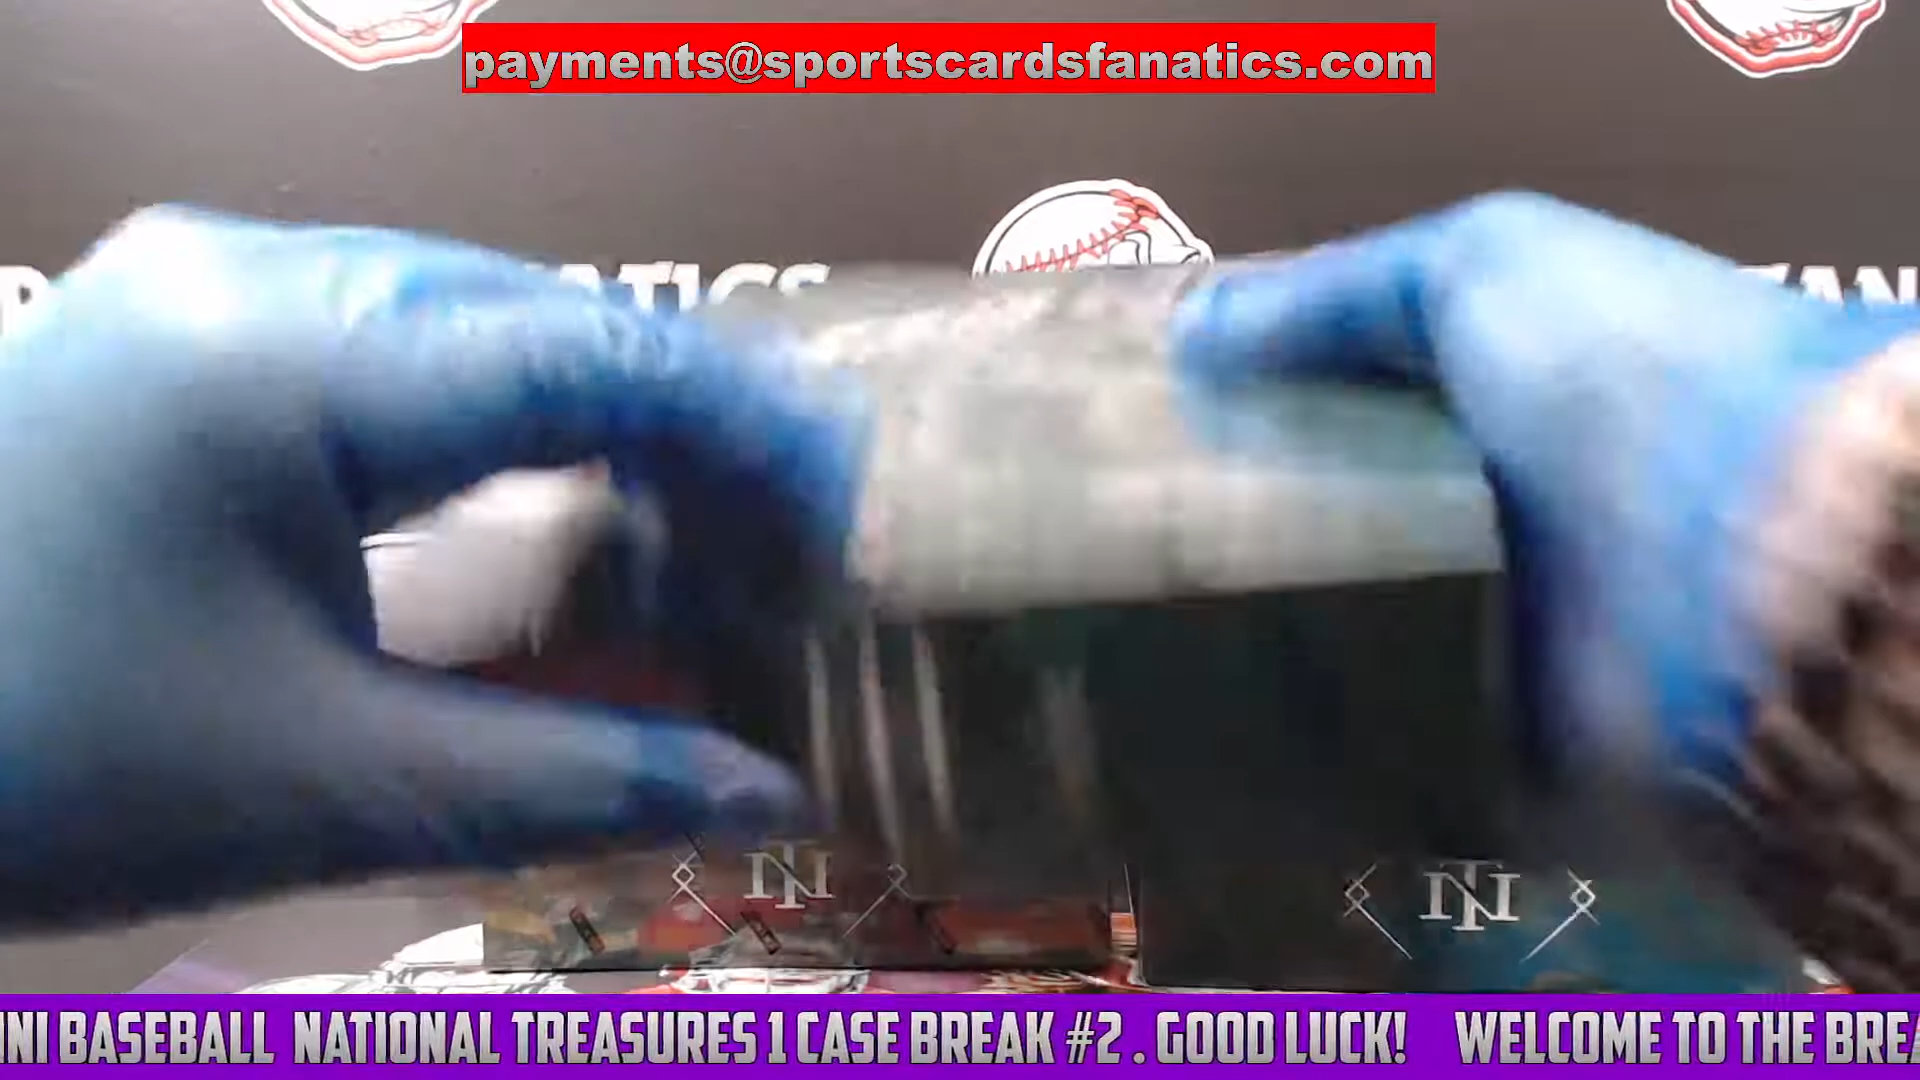 payments@sportscardsfanatics.com
NI BASEBALL NATIONAL TREASURES 1 CASE BREAK #2 . GOOD LUCK! WELCOME TO THE BREA